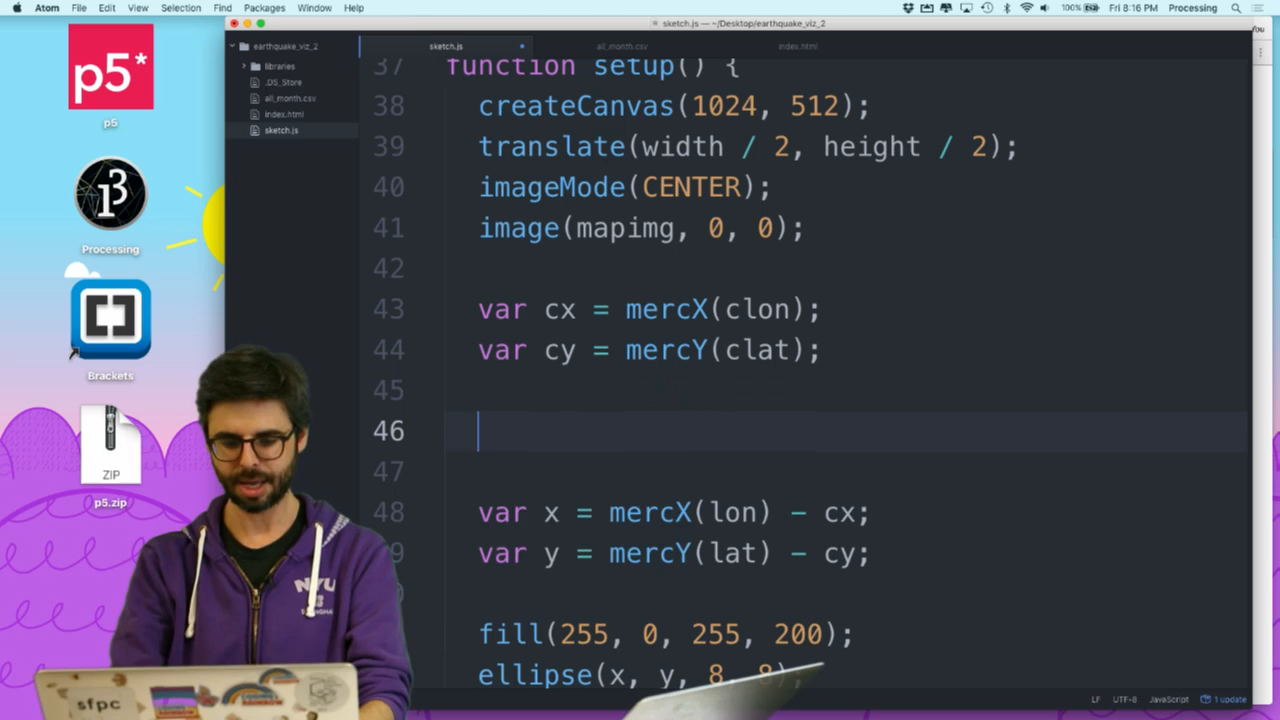 Atom File Edit View Selection Find Packages Window Help
100% Fri 8:16 PM Processing
sketch.js — ~/Desktop/earthquake_viz_2
You
earthquake_viz_2
libraries
.DS_Store
all_month.csv
index.html
sketch.js
sketch.js all_month.csv index.html
p5*
p5
Processing
Brackets
ZIP
p5.zip
37 function setup() {
38 createCanvas(1024, 512);
39 translate(width / 2, height / 2);
40 imageMode(CENTER);
41 image(mapimg, 0, 0);
42
43 var cx = mercX(clon);
44 var cy = mercY(clat);
45
46
47
48 var x = mercX(lon) - cx;
9 var y = mercY(lat) - cy;
fill(255, 0, 255, 200);
ellipse(x, y, 8, 8);
LF UTF-8 JavaScript 1 update
NYU
sfpc